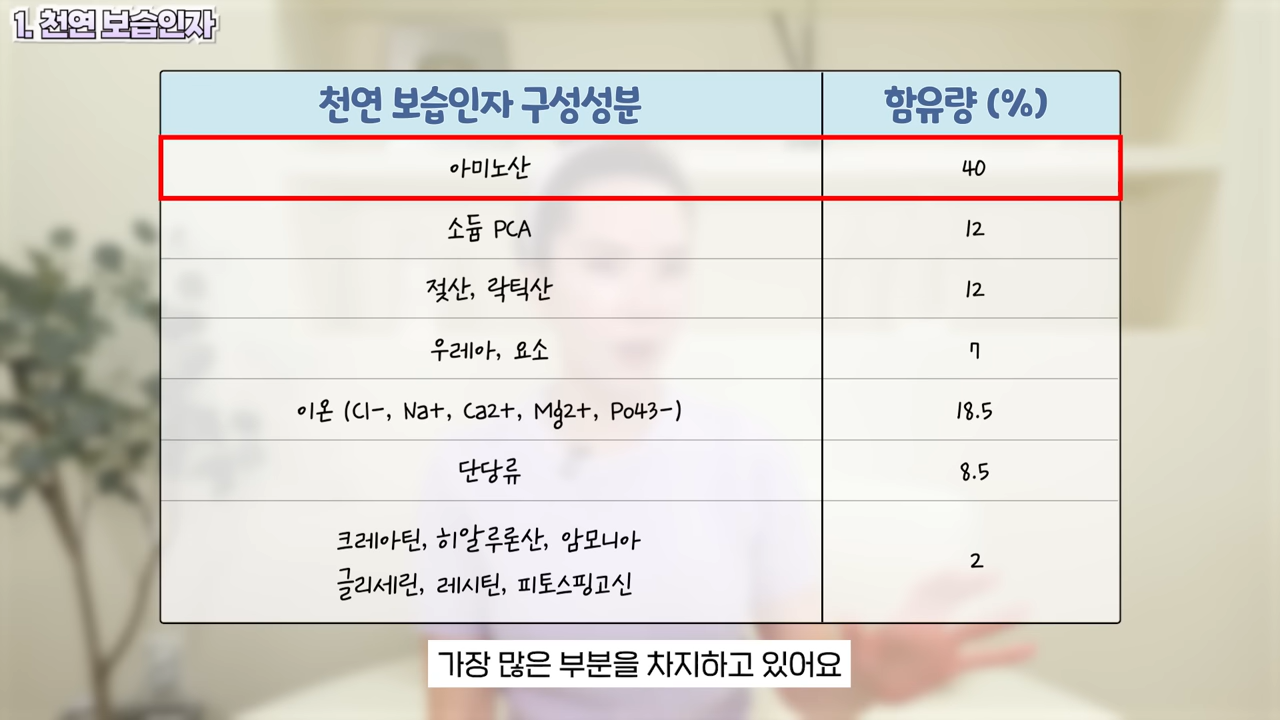 1. 천연 보습인자
천연 보습인자 구성성분 함유량 (%)
아미노산 40
소듐 PCA 12
젖산, 락틱산 12
우레아, 요소 7
이온 (Cl-, Na+, Ca2+, Mg2+, Po43-) 18.5
단당류 8.5
크레아틴, 히알루론산, 암모니아
글리세린, 레시틴, 피토스핑고신 2
가장 많은 부분을 차지하고 있어요